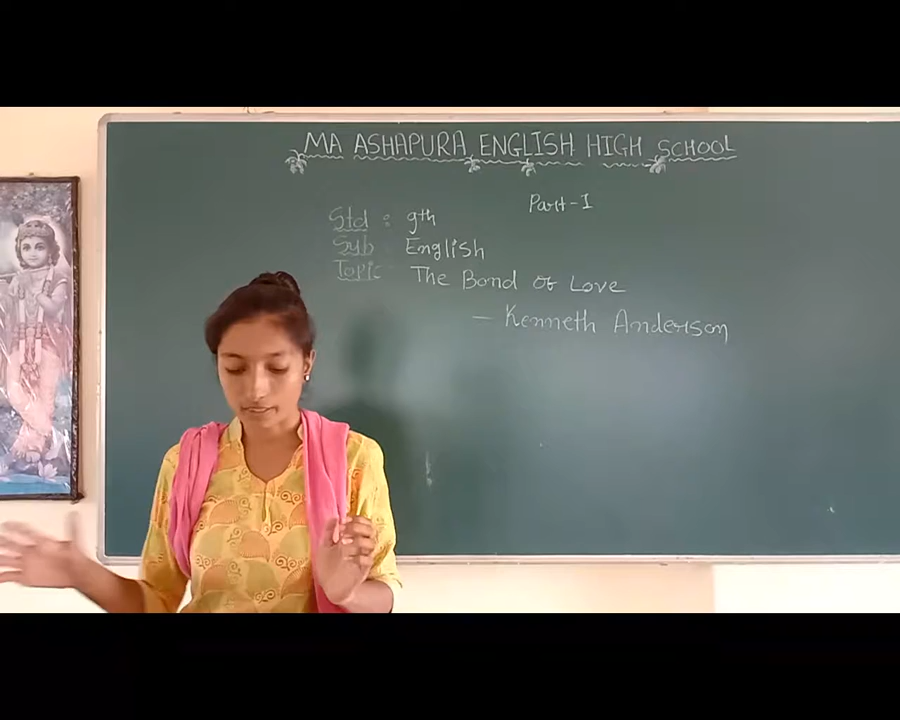 MA ASHAPURA ENGLISH HIGH SCHOOL
Part-I
Std : 9th
Sub English
Topic The Bond of Love
- Kenneth Anderson